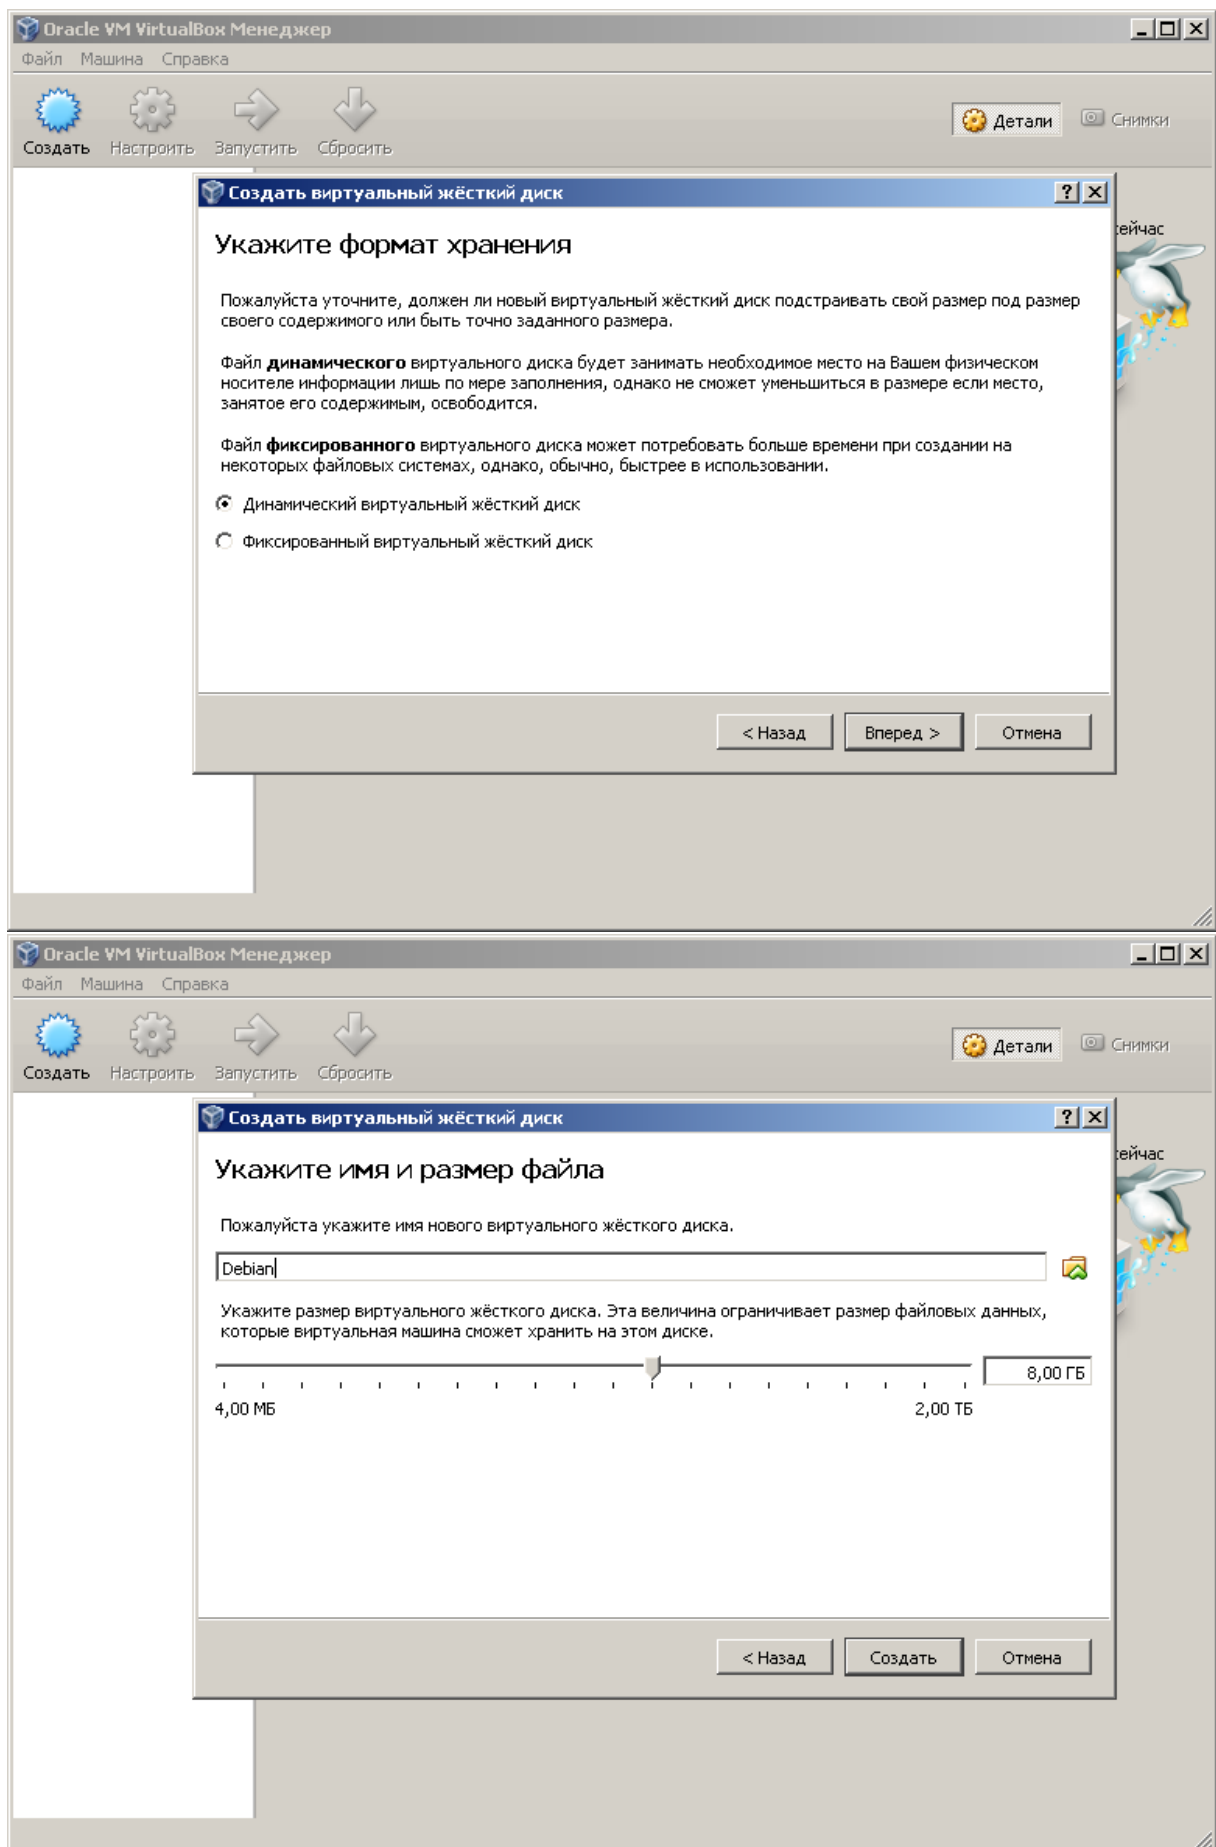 Oracle VM VirtualBox Менеджер
Файл Машина Справка
Создать Настроить Запустить Сбросить
Детали Снимки
Создать виртуальный жёсткий диск
сейчас
Укажите формат хранения
Пожалуйста уточните, должен ли новый виртуальный жёсткий диск подстраивать свой размер под размер
своего содержимого или быть точно заданного размера.
Файл динамического виртуального диска будет занимать необходимое место на Вашем физическом
носителе информации лишь по мере заполнения, однако не сможет уменьшиться в размере если место,
занятое его содержимым, освободится.
Файл фиксированного виртуального диска может потребовать больше времени при создании на
некоторых файловых системах, однако, обычно, быстрее в использовании.
Динамический виртуальный жёсткий диск
Фиксированный виртуальный жёсткий диск
< Назад Вперед > Отмена
Oracle VM VirtualBox Менеджер
Файл Машина Справка
Создать Настроить Запустить Сбросить
Детали Снимки
Создать виртуальный жёсткий диск
сейчас
Укажите имя и размер файла
Пожалуйста укажите имя нового виртуального жёсткого диска.
Debian
Укажите размер виртуального жёсткого диска. Эта величина ограничивает размер файловых данных,
которые виртуальная машина сможет хранить на этом диске.
8,00 ГБ
4,00 МБ 2,00 ТБ
< Назад Создать Отмена